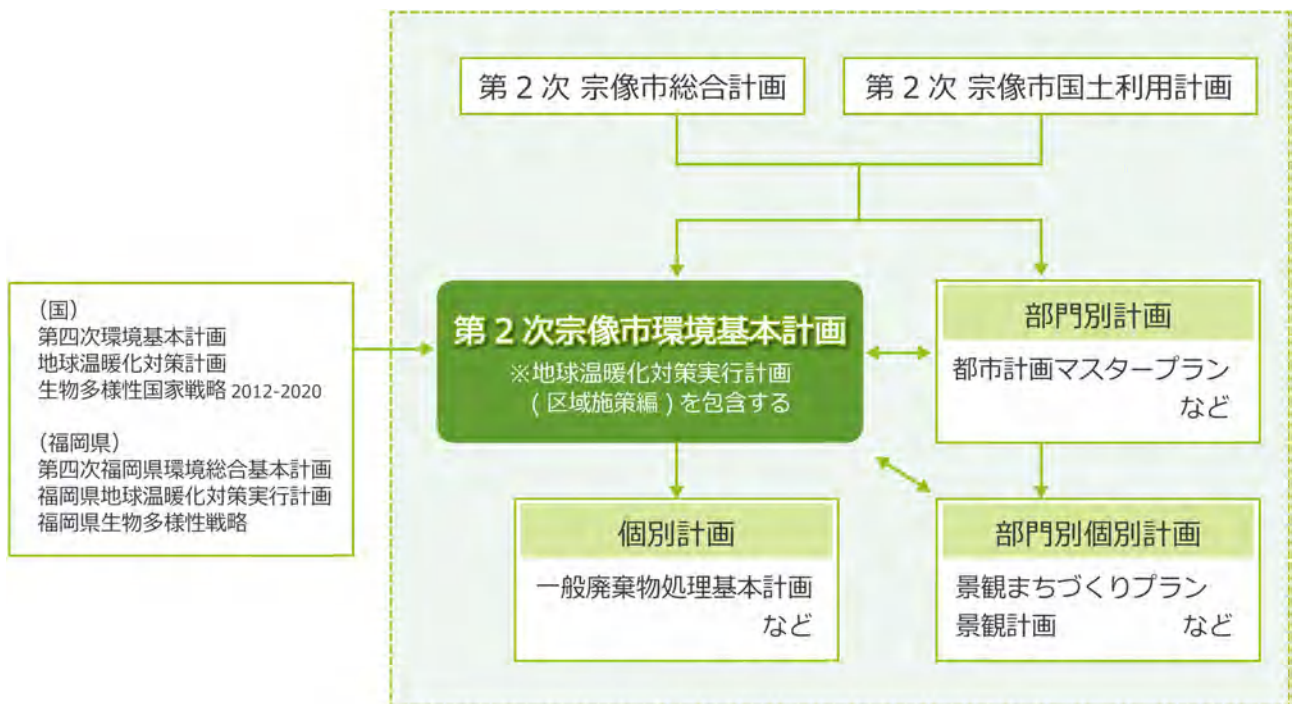 第2次 宗像市総合計画
第2次 宗像市国土利用計画
(国)
第四次環境基本計画
地球温暖化対策計画
生物多様性国家戦略 2012-2020
(福岡県)
第四次福岡県環境総合基本計画
福岡県地球温暖化対策実行計画
福岡県生物多様性戦略
第2次宗像市環境基本計画
※地球温暖化対策実行計画
(区域施策編)を包含する
部門別計画
都市計画マスタープラン
など
個別計画
一般廃棄物処理基本計画
など
部門別個別計画
景観まちづくりプラン
景観計画 など